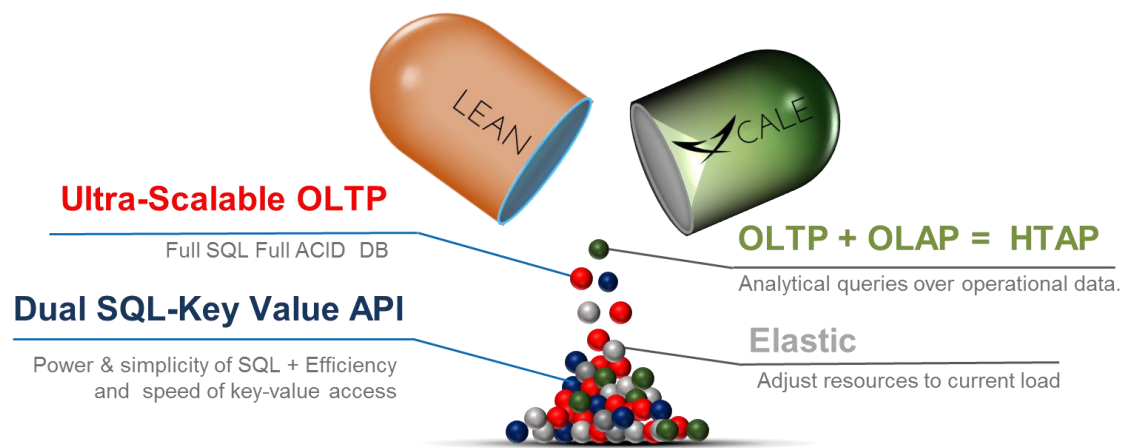 LEAN
XCALE
Ultra-Scalable OLTP
Full SQL Full ACID DB
Dual SQL-Key Value API
Power & simplicity of SQL + Efficiency
and speed of key-value access
OLTP + OLAP = HTAP
Analytical queries over operational data.
Elastic
Adjust resources to current load